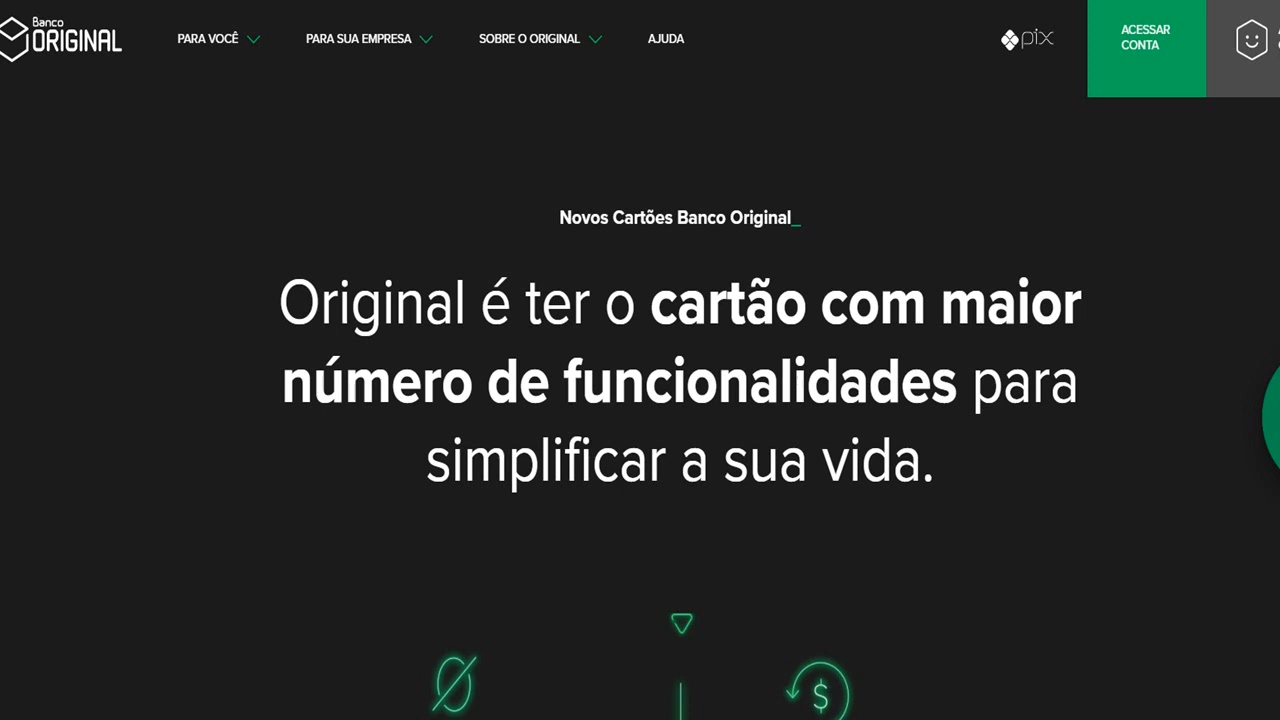 Banco
ORIGINAL
PARA VOCÊ
PARA SUA EMPRESA
SOBRE O ORIGINAL
AJUDA
pix
ACESSAR
CONTA
Novos Cartões Banco Original_
Original é ter o cartão com maior
número de funcionalidades para
simplificar a sua vida.
$